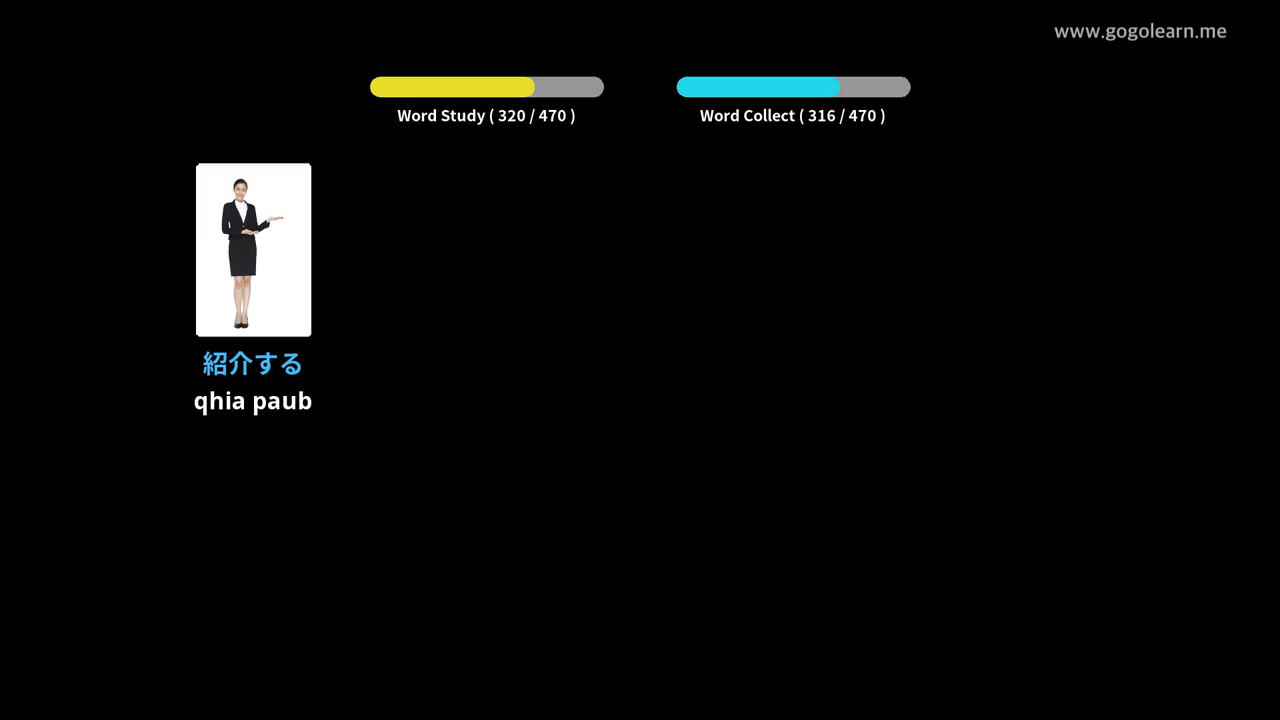 www.gogolearn.me
Word Study ( 320 / 470 )
Word Collect ( 316 / 470 )
紹介する
qhia paub